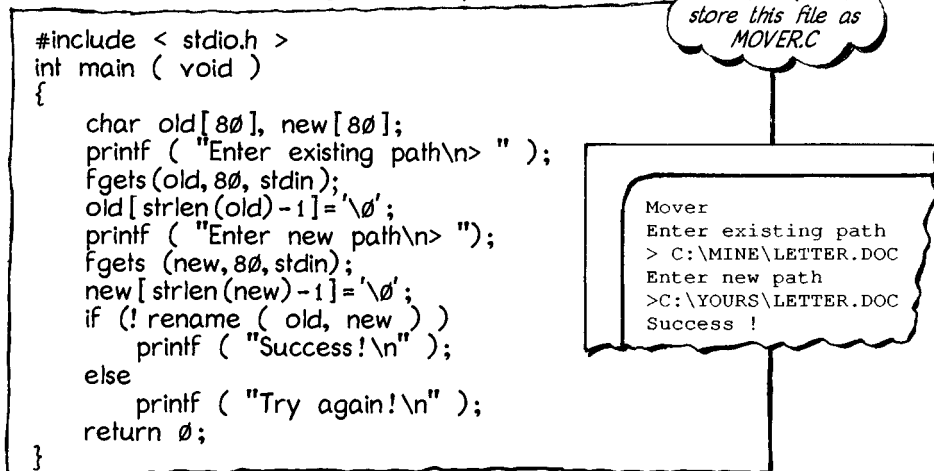 store this file as
MOVER.C
#include < stdio.h >
int main ( void )
{
char old[ 8Ø ], new[ 8Ø ];
printf ( "Enter existing path\n> " );
fgets (old, 8Ø, stdin );
old [ strlen (old) - 1 ] = '\Ø';
printf ( "Enter new path\n> ");
fgets (new, 8Ø, stdin);
new [ strlen (new) - 1 ] = '\Ø';
if (! rename ( old, new ) )
printf ( "Success!\n" );
else
printf ( "Try again!\n" );
return Ø;
}
Mover
Enter existing path
> C:\MINE\LETTER.DOC
Enter new path
>C:\YOURS\LETTER.DOC
Success !